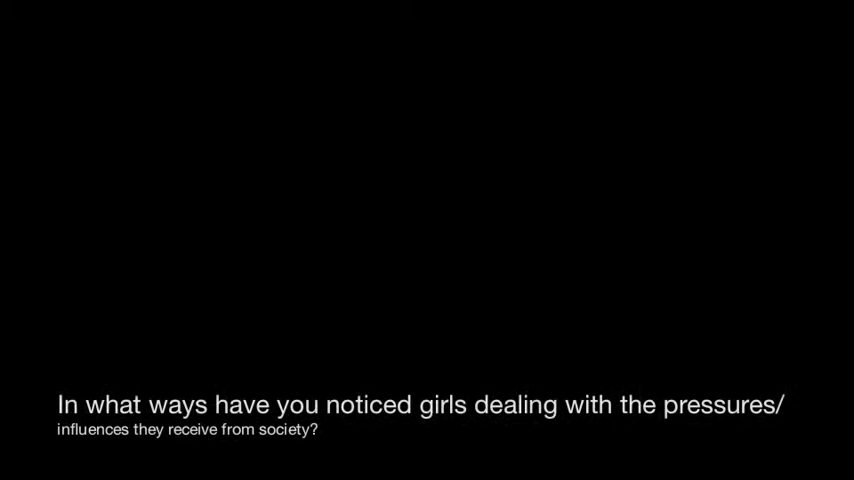 In what ways have you noticed girls dealing with the pressures/
influences they receive from society?